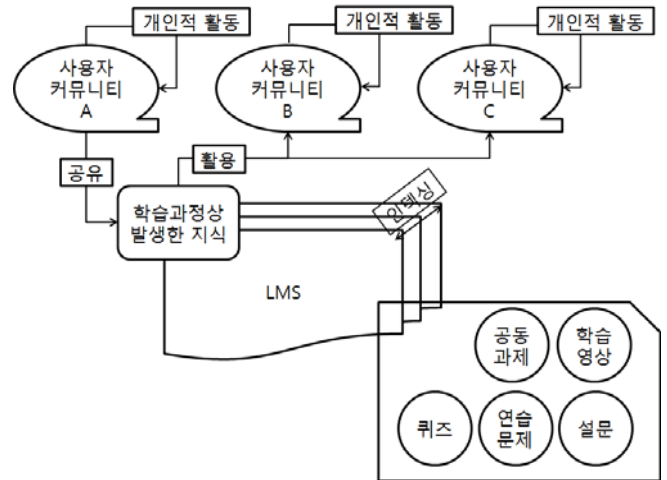 개인적 활동
개인적 활동
개인적 활동
사용자
커뮤니티
A
사용자
커뮤니티
B
사용자
커뮤니티
C
공유
활용
학습과정상
발생한 지식
인덱싱
LMS
공동
과제
학습
영상
퀴즈
연습
문제
설문